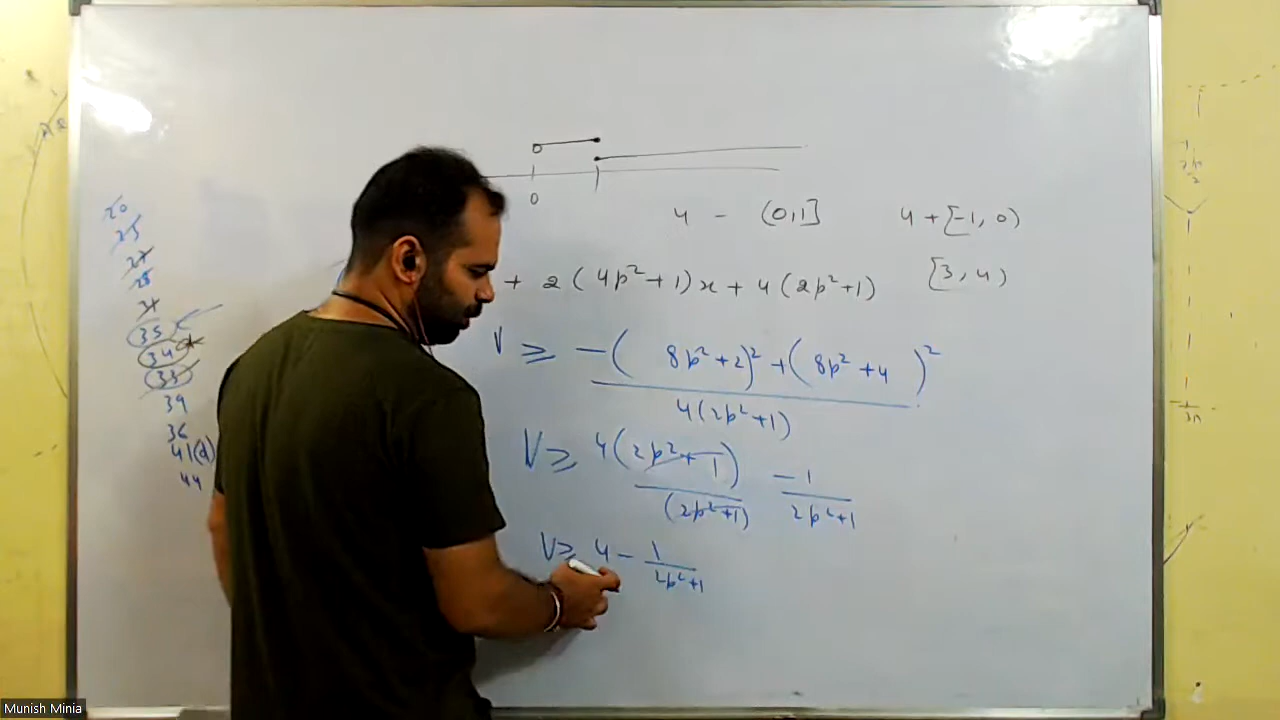 0
4 - (0,1]
4 + [-1, 0)
20
25
27
28
31
35
34 *
33
39
36
41(d)
44
+ 2(4p²+1)x + 4(2p²+1)
[3, 4)
V ≥ -(8p²+2)² + (8p²+4)²
4(2p²+1)
V ≥ 4(2p²+1) -1
(2p²+1) 2p²+1
V ≥ 4 - 1
2p²+1
Munish Minia